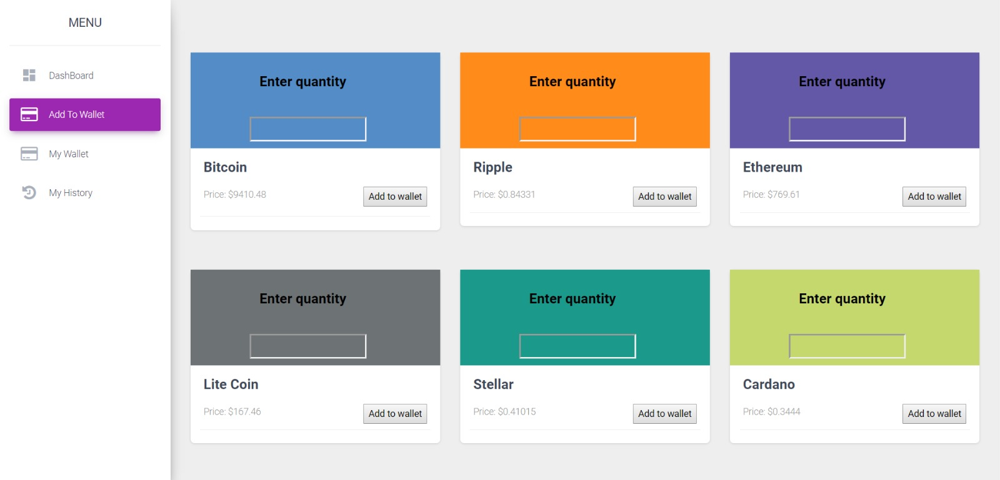 MENU
DashBoard
Add To Wallet
My Wallet
My History
Enter quantity
Bitcoin
Price: $9410.48
Add to wallet
Enter quantity
Ripple
Price: $0.84331
Add to wallet
Enter quantity
Ethereum
Price: $769.61
Add to wallet
Enter quantity
Lite Coin
Price: $167.46
Add to wallet
Enter quantity
Stellar
Price: $0.41015
Add to wallet
Enter quantity
Cardano
Price: $0.3444
Add to wallet